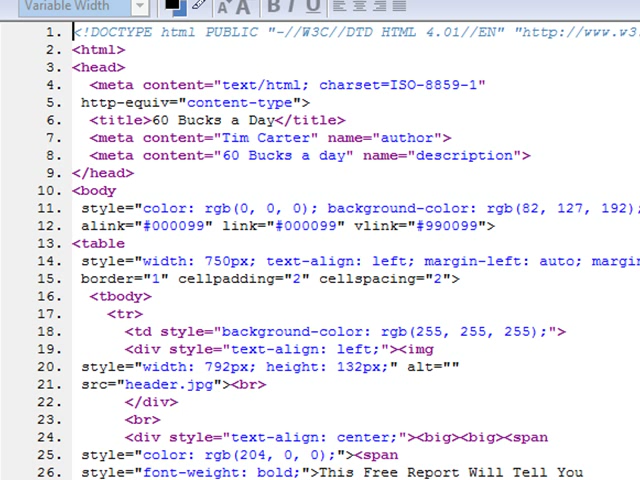 Variable Width
A A B I U
1. <!DOCTYPE html PUBLIC "-//W3C//DTD HTML 4.01//EN" "http://www.w3
2. <html>
3. <head>
4. <meta content="text/html; charset=ISO-8859-1"
5. http-equiv="content-type">
6. <title>60 Bucks a Day</title>
7. <meta content="Tim Carter" name="author">
8. <meta content="60 Bucks a day" name="description">
9. </head>
10. <body
11. style="color: rgb(0, 0, 0); background-color: rgb(82, 127, 192);
12. alink="#000099" link="#000099" vlink="#990099">
13. <table
14. style="width: 750px; text-align: left; margin-left: auto; margin
15. border="1" cellpadding="2" cellspacing="2">
16. <tbody>
17. <tr>
18. <td style="background-color: rgb(255, 255, 255);">
19. <div style="text-align: left;"><img
20. style="width: 792px; height: 132px;" alt=""
21. src="header.jpg"><br>
22. </div>
23. <br>
24. <div style="text-align: center;"><big><big><span
25. style="color: rgb(204, 0, 0);"><span
26. style="font-weight: bold;">This Free Report Will Tell You